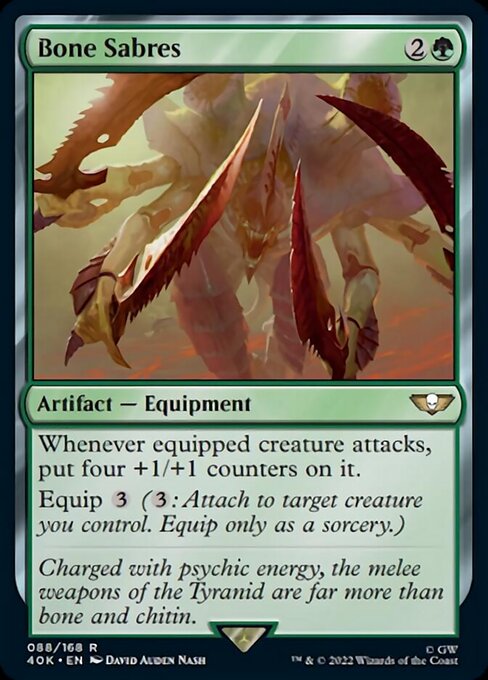 Bone Sabres 2
Artifact — Equipment
Whenever equipped creature attacks,
put four +1/+1 counters on it.
Equip 3 (3: Attach to target creature
you control. Equip only as a sorcery.)
Charged with psychic energy, the melee
weapons of the Tyranid are far more
than bone and chitin.
088/168 R
40K • EN DAVID AUDEN NASH
© GW
™ & © 2022 Wizards of the Coast